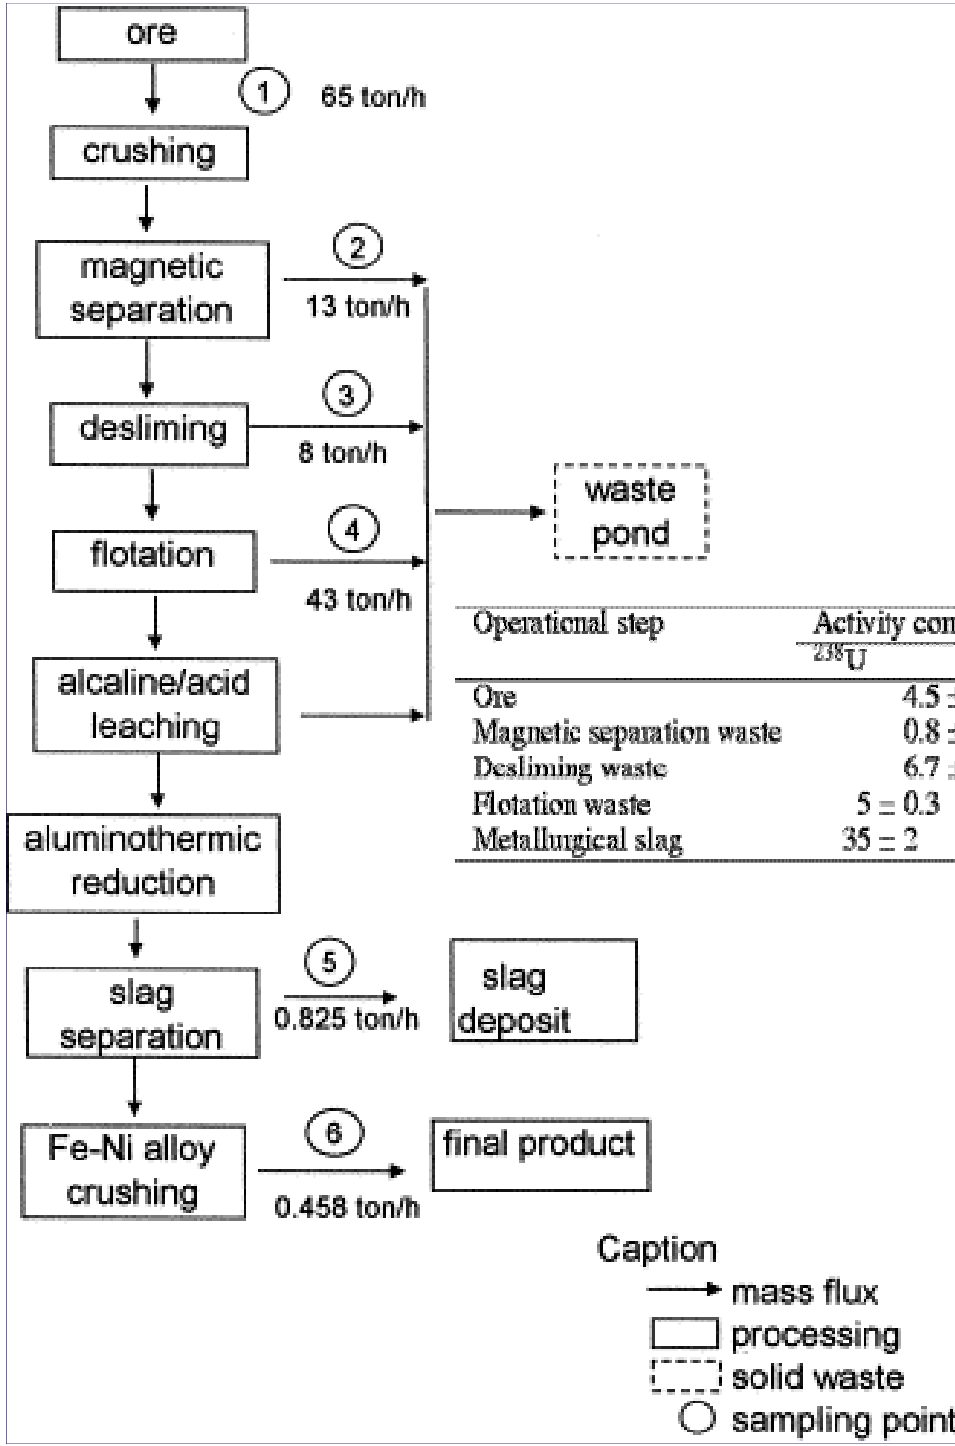 ore
1 65 ton/h
crushing
2
magnetic
separation
13 ton/h
3
desliming
8 ton/h
waste
pond
4
flotation
43 ton/h
alcaline/acid
leaching
Operational step Activity con
238U
Ore 4.5 ±
Magnetic separation waste 0.8 ±
Desliming waste 6.7 ±
Flotation waste 5 ± 0.3
Metallurgical slag 35 ± 2
aluminothermic
reduction
5
slag
separation
0.825 ton/h
slag
deposit
6
Fe-Ni alloy
crushing
0.458 ton/h
final product
Caption
mass flux
processing
solid waste
sampling point